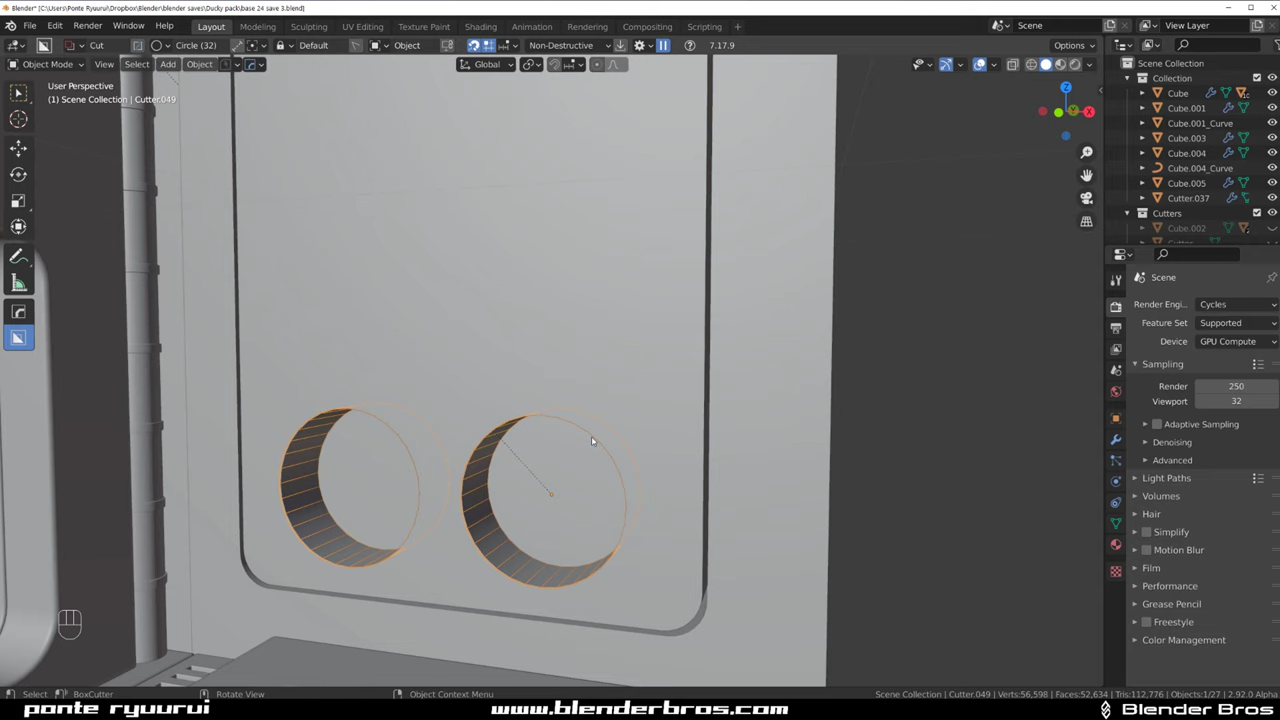 Blender* [C:\Users\Ponte Ryuurui\Dropbox\Blender\blender saves\Ducky pack\base 24 save 3.blend]
File Edit Render Window Help Layout Modeling Sculpting UV Editing Texture Paint Shading Animation Rendering Compositing Scripting + Scene View Layer
Cut Circle (32) Default Object Non-Destructive 7.17.9 Options
Object Mode View Select Add Object Global
User Perspective
(1) Scene Collection | Cutter.049
Z
X
Scene Collection
Collection
Cube
Cube.001
Cube.001_Curve
Cube.003
Cube.004
Cube.004_Curve
Cube.005
Cutter.037
Cutters
Cube.002
Scene
Render Engi.. Cycles
Feature Set Supported
Device GPU Compute
Sampling
Render 250
Viewport 32
Adaptive Sampling
Denoising
Advanced
Light Paths
Volumes
Hair
Simplify
Motion Blur
Film
Performance
Grease Pencil
Freestyle
Color Management
Select BoxCutter Rotate View Object Context Menu Scene Collection | Cutter.049 Verts:56,598 | Faces:52,634 | Tris:112,776 | Objects:1/27 | 2.92.0 Alpha
ponte ryuurui www.blenderbros.com Blender Bros